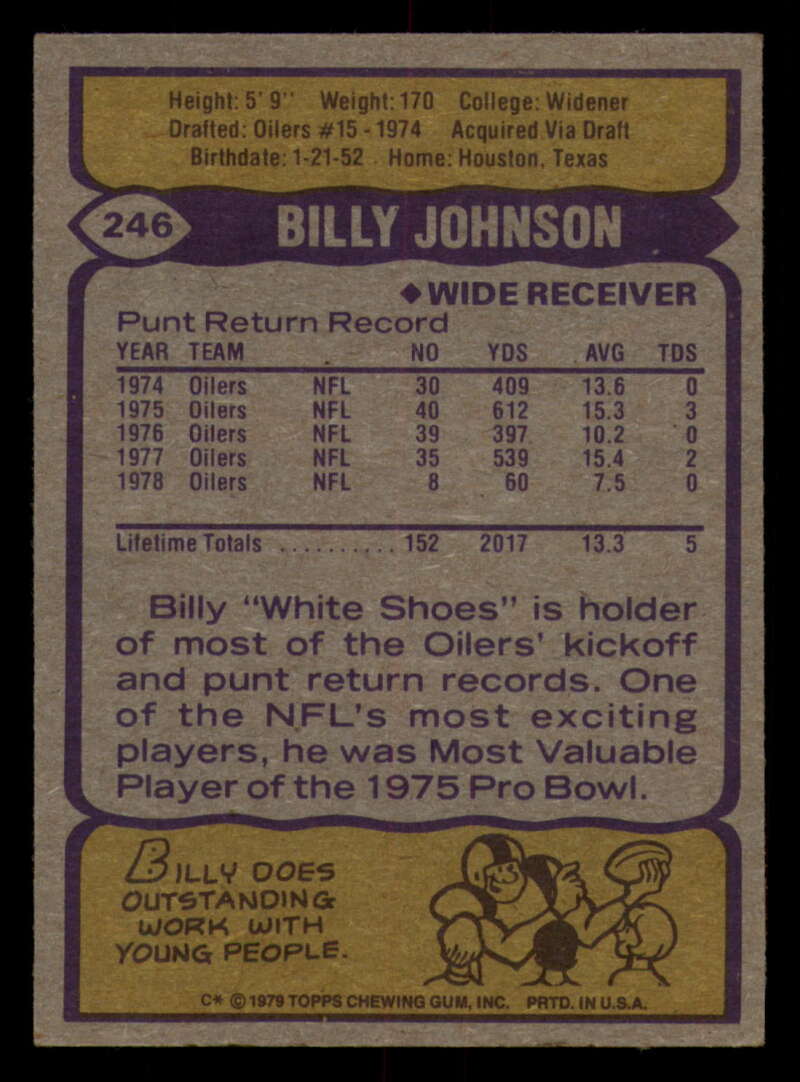 Height: 5' 9" Weight: 170 College: Widener
Drafted: Oilers #15 - 1974 Acquired Via Draft
Birthdate: 1-21-52 Home: Houston, Texas
246 BILLY JOHNSON
◆ WIDE RECEIVER
Punt Return Record
YEAR TEAM NO YDS AVG TDS
1974 Oilers NFL 30 409 13.6 0
1975 Oilers NFL 40 612 15.3 3
1976 Oilers NFL 39 397 10.2 0
1977 Oilers NFL 35 539 15.4 2
1978 Oilers NFL 8 60 7.5 0
Lifetime Totals .......... 152 2017 13.3 5
Billy "White Shoes" is holder
of most of the Oilers' kickoff
and punt return records. One
of the NFL's most exciting
players, he was Most Valuable
Player of the 1975 Pro Bowl.
BILLY DOES
OUTSTANDING
WORK WITH
YOUNG PEOPLE.
C* © 1979 TOPPS CHEWING GUM, INC. PRTD. IN U.S.A.